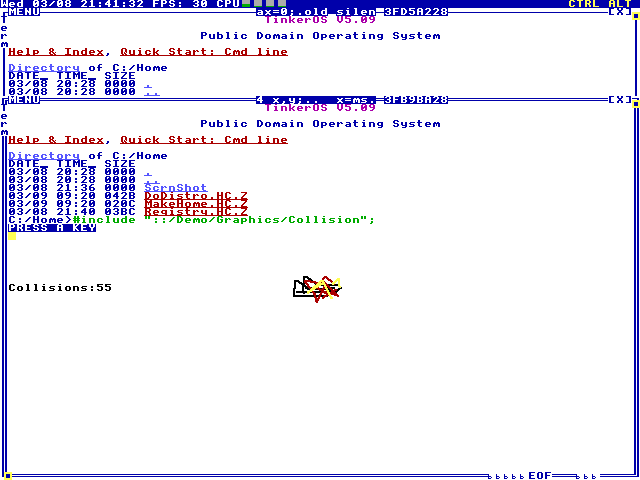 Wed 03/08 21:41:32 FPS: 30 CPU CTRL ALT
MENU ax=0;.old_silen 3FD5A228 [X]
Term
TinkerOS V5.09
Public Domain Operating System
Help & Index, Quick Start: Cmd line
Directory of C:/Home
DATE_ TIME_ SIZE
03/08 20:28 0000 .
03/08 20:28 0000 ..
MENU 4 x,y;.. x=ms. 3FB98A28 [X]
Term
TinkerOS V5.09
Public Domain Operating System
Help & Index, Quick Start: Cmd line
Directory of C:/Home
DATE_ TIME_ SIZE
03/08 20:28 0000 .
03/08 20:28 0000 ..
03/08 21:36 0000 ScrnShot
03/09 09:20 042B DoDistro.HC.Z
03/09 09:20 020C MakeHome.HC.Z
03/08 21:40 03BC Registry.HC.Z
C:/Home>#include "::/Demo/Graphics/Collision";
PRESS A KEY
Collisions:55
EOF